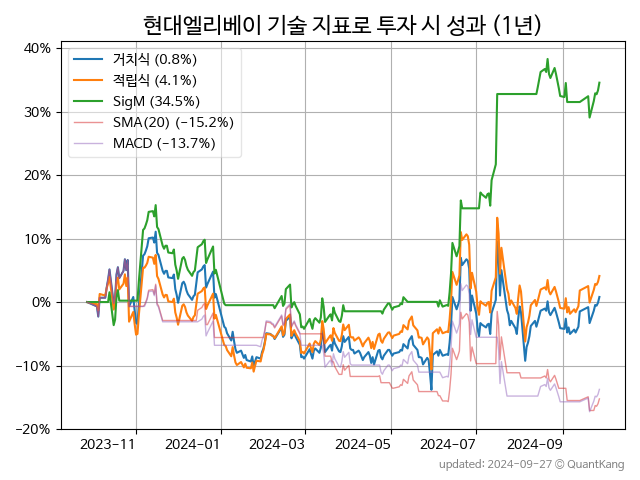 현대엘리베이 기술 지표로 투자 시 성과 (1년)
40%
30%
20%
10%
0%
−10%
−20%
거치식 (0.8%)
적립식 (4.1%)
SigM (34.5%)
SMA(20) (−15.2%)
MACD (−13.7%)
2023−11 2024−01 2024−03 2024−05 2024−07 2024−09
updated: 2024−09−27 © QuantKang